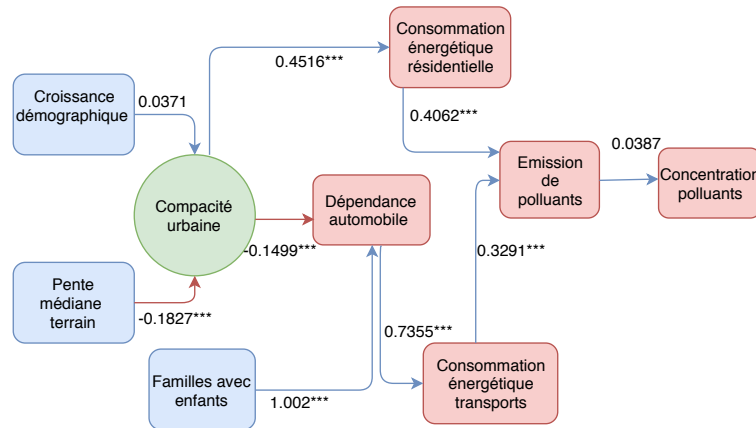 Consommation
énergétique
résidentielle
0.4516***
Croissance
démographique
0.0371
0.4062***
Emission
de
polluants
0.0387
Concentration
polluants
Compacité
urbaine
Dépendance
automobile
-0.1499***
0.3291***
Pente
médiane
terrain
-0.1827***
0.7355***
Familles avec
enfants
1.002***
Consommation
énergétique
transports